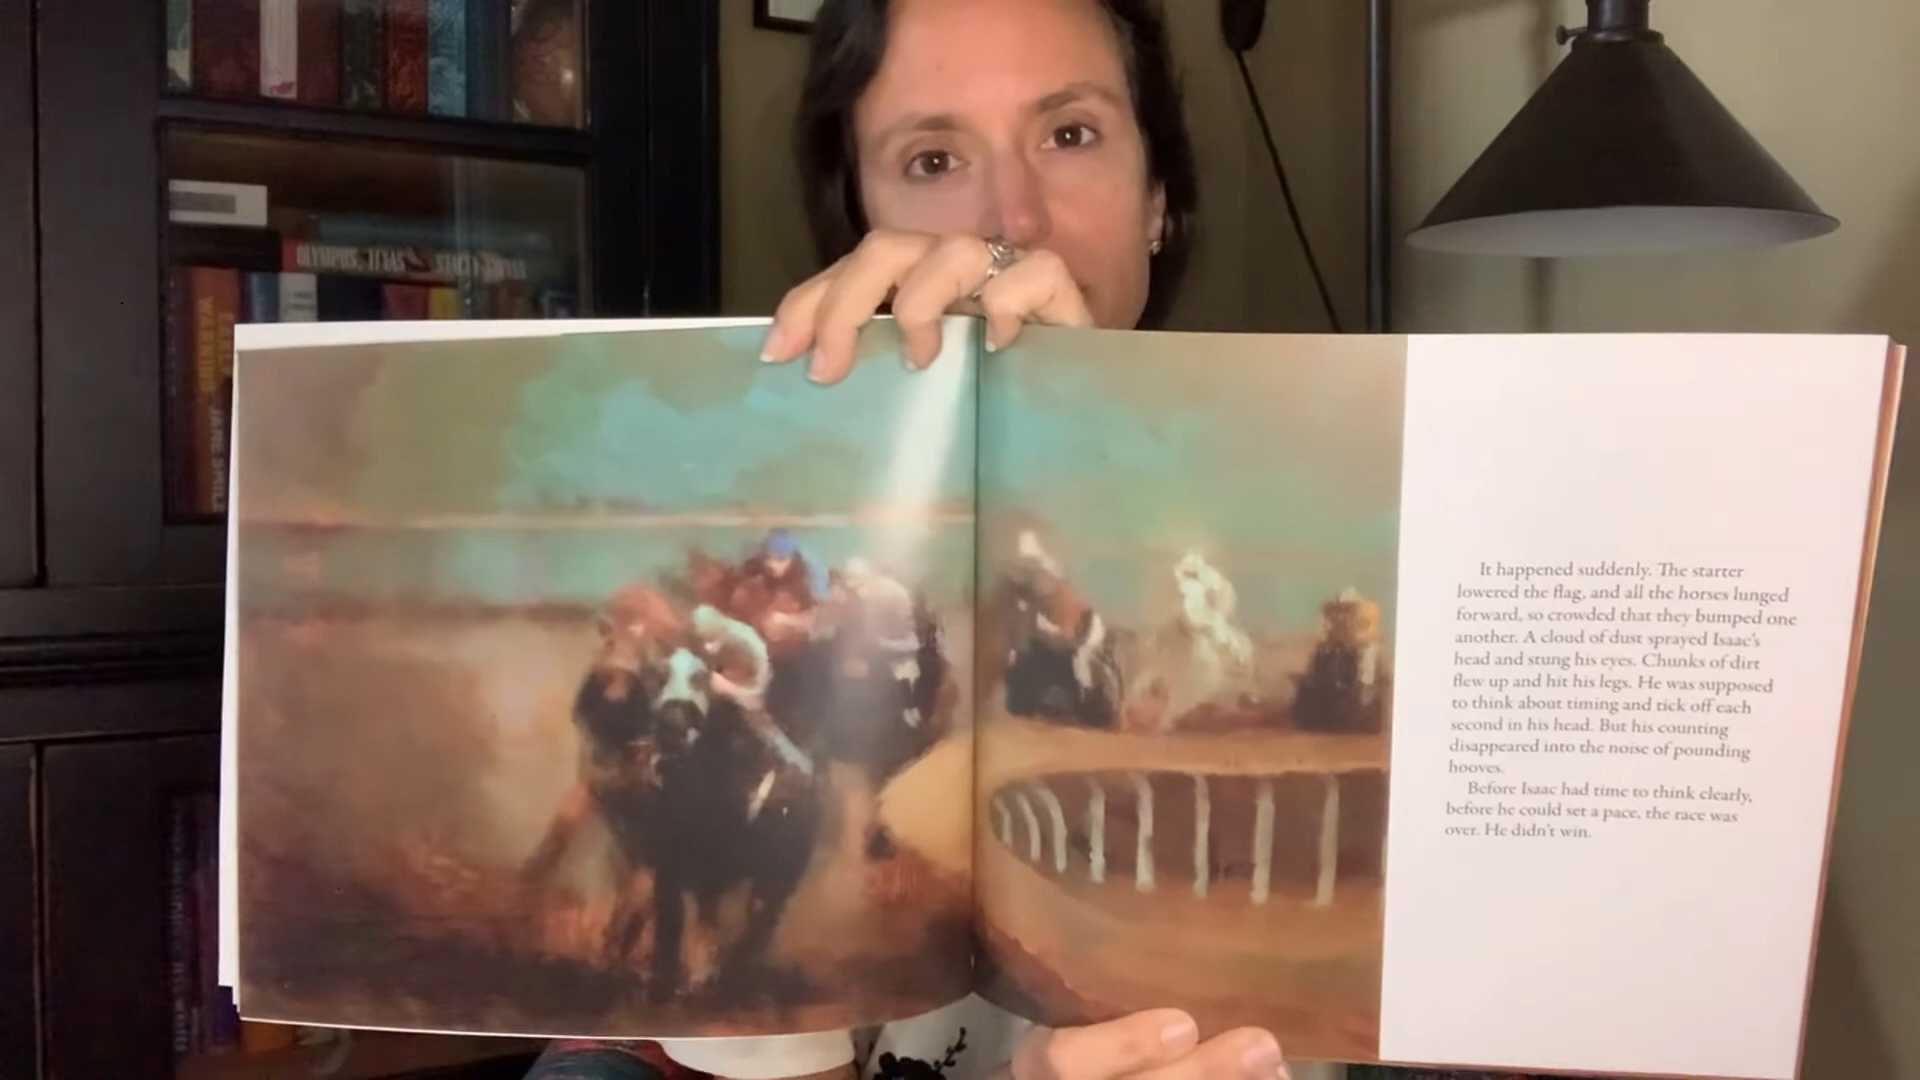 It happened suddenly. The starter
lowered the flag, and all the horses lunged
forward, so crowded that they bumped one
another. A cloud of dust sprayed Isaac's
head and stung his eyes. Chunks of dirt
flew up and hit his legs. He was supposed
to think about timing and tick off each
second in his head. But his counting
disappeared into the noise of pounding
hooves.
Before Isaac had time to think clearly,
before he could set a pace, the race was
over. He didn't win.